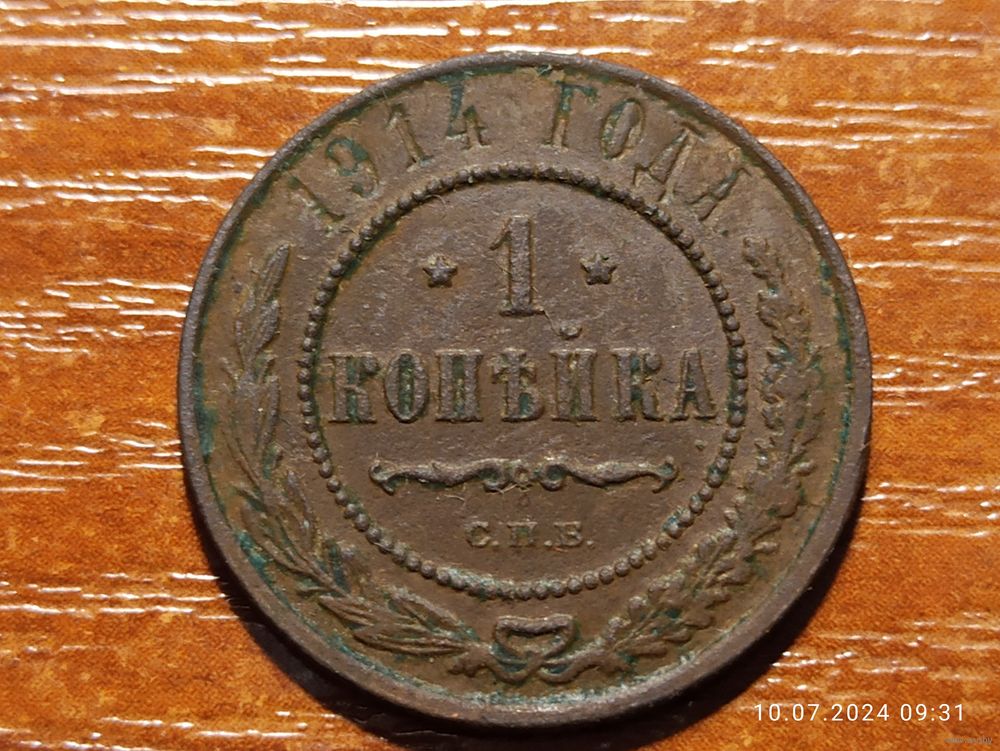 1914 ГОДА
★ 1 ★
КОПѢЙКА
С.П.Б.
10.07.2024 09:31